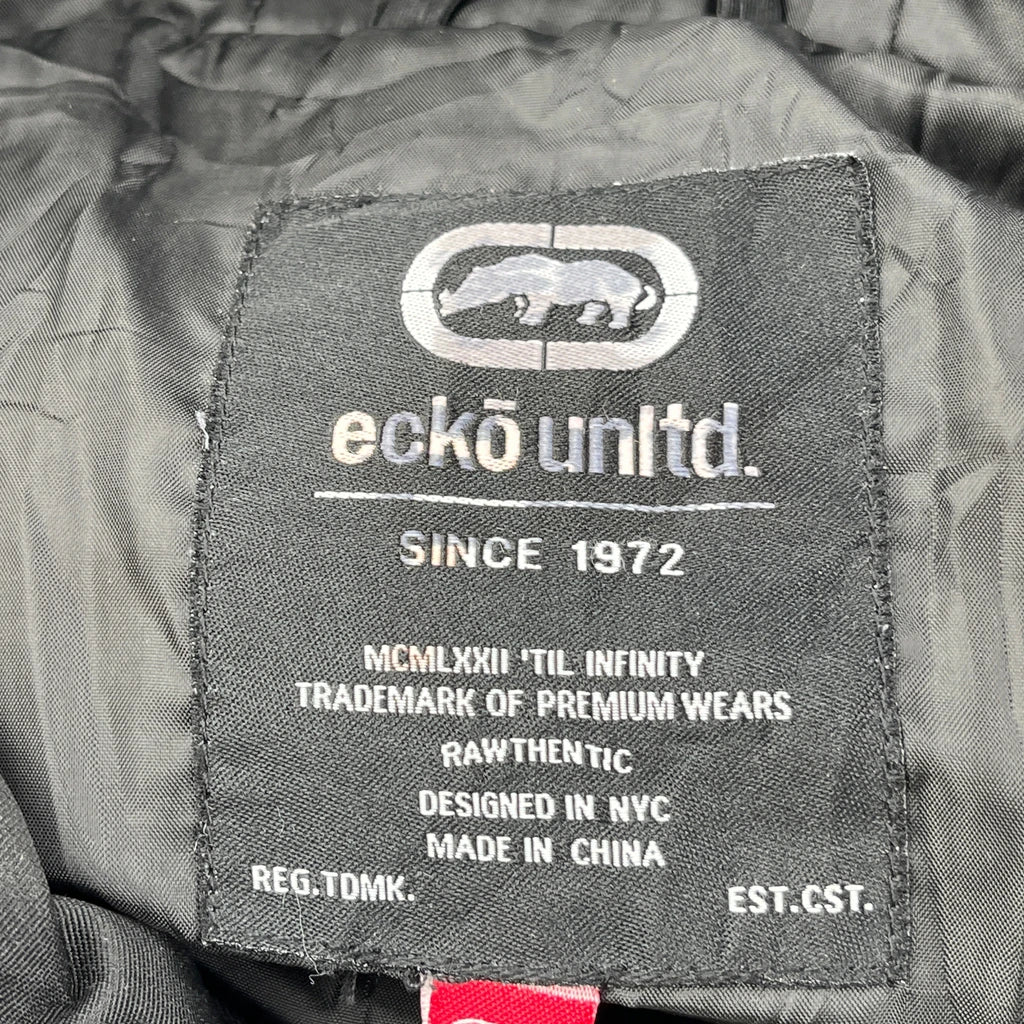 eckō unltd.
SINCE 1972
MCMLXXII 'TIL INFINITY
TRADEMARK OF PREMIUM WEARS
RAWTHENTIC
DESIGNED IN NYC
MADE IN CHINA
REG.TDMK. EST.CST.